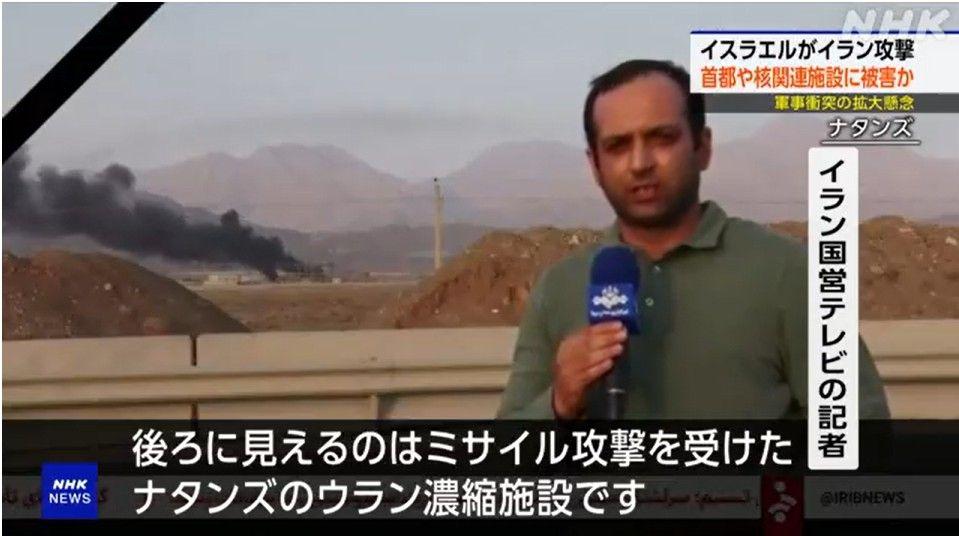 NHK
イスラエルがイラン攻撃
首都や核関連施設に被害か
軍事衝突の拡大懸念
ナタンズ
イラン国営テレビの記者
後ろに見えるのはミサイル攻撃を受けた
ナタンズのウラン濃縮施設です
NHK
NEWS
@IRIBNEWS